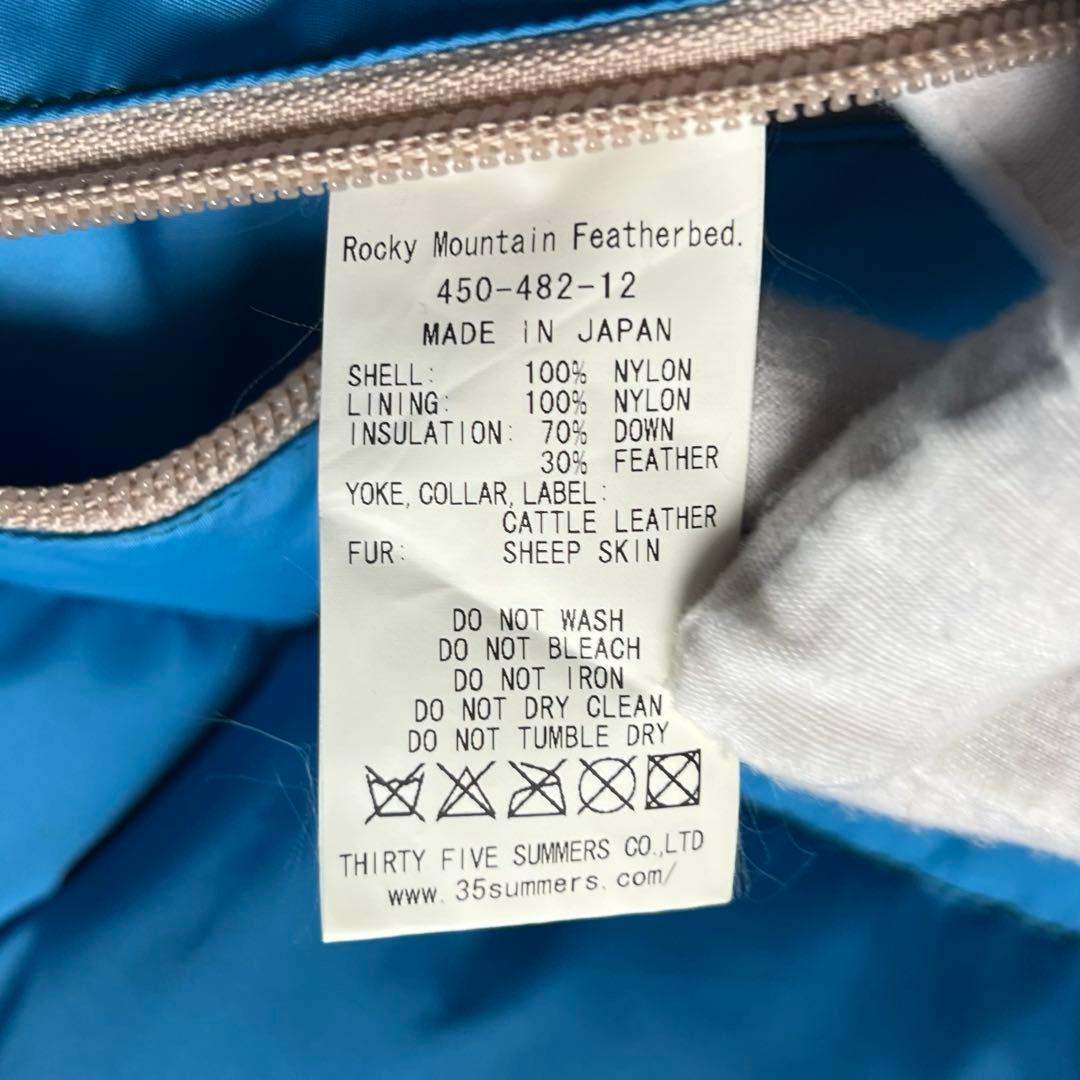 Rocky Mountain Featherbed.
450-482-12
MADE IN JAPAN
SHELL: 100% NYLON
LINING: 100% NYLON
INSULATION: 70% DOWN
30% FEATHER
YOKE, COLLAR, LABEL:
CATTLE LEATHER
FUR: SHEEP SKIN
DO NOT WASH
DO NOT BLEACH
DO NOT IRON
DO NOT DRY CLEAN
DO NOT TUMBLE DRY
THIRTY FIVE SUMMERS CO.,LTD
www.35summers.com/